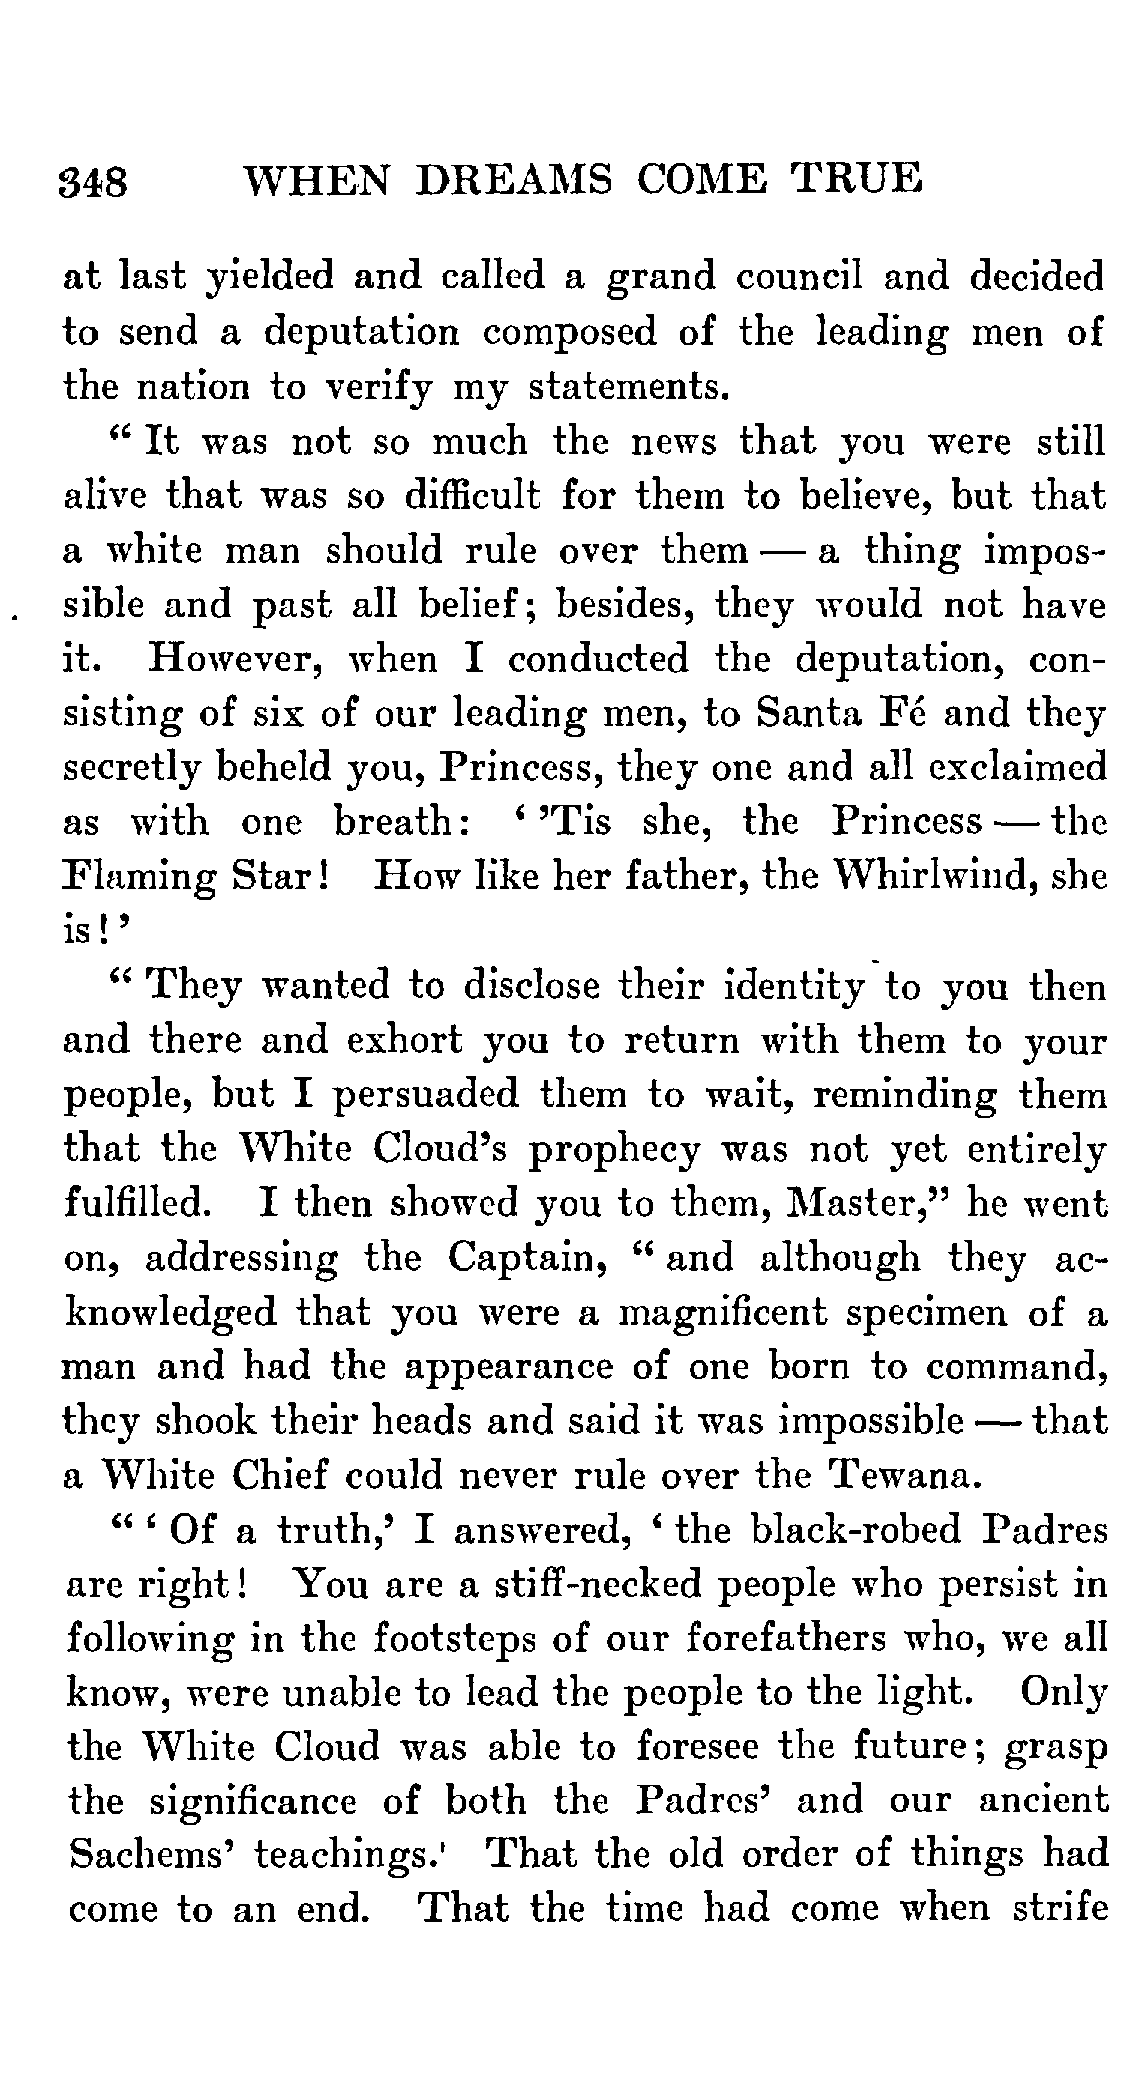 348 WHEN DREAMS COME TRUE
at last yielded and called a grand council and decided
to send a deputation composed of the leading men of
the nation to verify my statements.
“ It was not so much the news that you were still
alive that was so difficult for them to believe, but that
a white man should rule over them — a thing impos-
sible and past all belief; besides, they would not have
it. However, when I conducted the deputation, con-
sisting of six of our leading men, to Santa Fé and they
secretly beheld you, Princess, they one and all exclaimed
as with one breath: ‘ ’Tis she, the Princess — the
Flaming Star! How like her father, the Whirlwind, she
is! ’
“ They wanted to disclose their identity to you then
and there and exhort you to return with them to your
people, but I persuaded them to wait, reminding them
that the White Cloud’s prophecy was not yet entirely
fulfilled. I then showed you to them, Master,” he went
on, addressing the Captain, “ and although they ac-
knowledged that you were a magnificent specimen of a
man and had the appearance of one born to command,
they shook their heads and said it was impossible — that
a White Chief could never rule over the Tewana.
“ ‘ Of a truth,’ I answered, ‘ the black-robed Padres
are right! You are a stiff-necked people who persist in
following in the footsteps of our forefathers who, we all
know, were unable to lead the people to the light. Only
the White Cloud was able to foresee the future; grasp
the significance of both the Padres’ and our ancient
Sachems’ teachings.' That the old order of things had
come to an end. That the time had come when strife